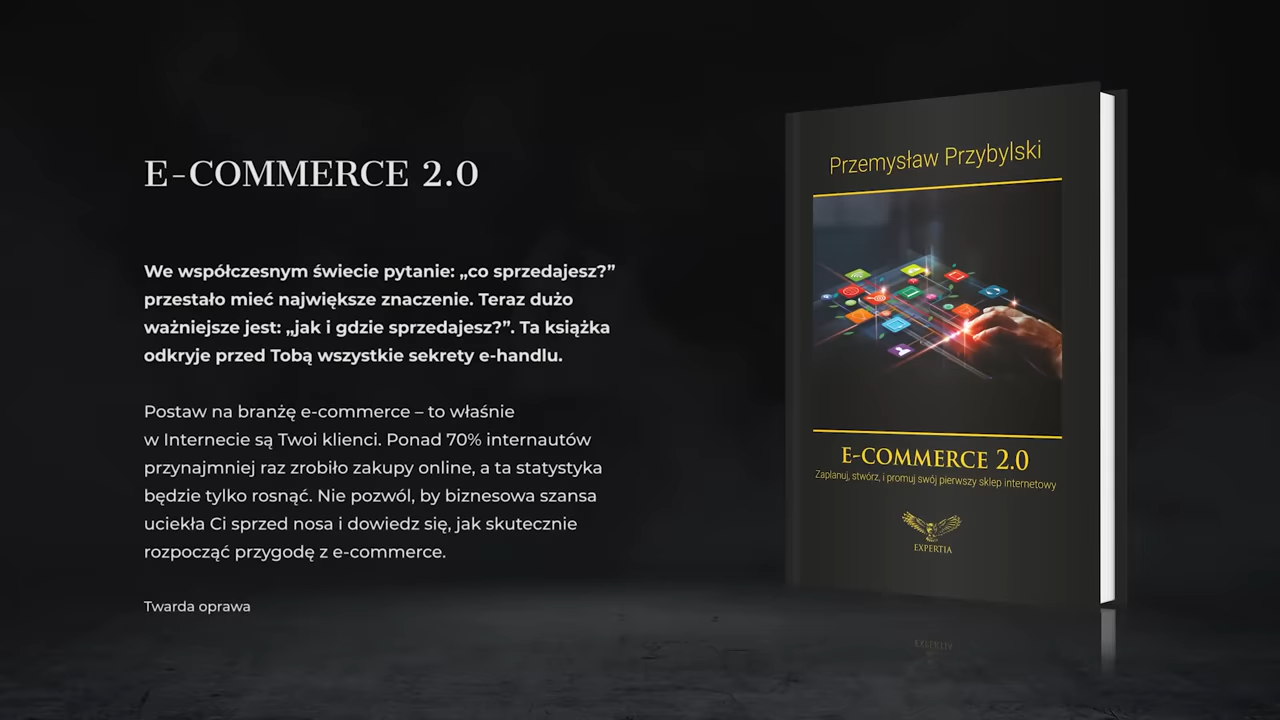 E-COMMERCE 2.0
We współczesnym świecie pytanie: „co sprzedajesz?”
przestało mieć największe znaczenie. Teraz dużo
ważniejsze jest: „jak i gdzie sprzedajesz?”. Ta książka
odkryje przed Tobą wszystkie sekrety e-handlu.
Postaw na branżę e-commerce – to właśnie
w Internecie są Twoi klienci. Ponad 70% internautów
przynajmniej raz zrobiło zakupy online, a ta statystyka
będzie tylko rosnąć. Nie pozwól, by biznesowa szansa
uciekła Ci sprzed nosa i dowiedz się, jak skutecznie
rozpocząć przygodę z e-commerce.
Twarda oprawa
Przemysław Przybylski
E-COMMERCE 2.0
Zaplanuj, stwórz, i promuj swój pierwszy sklep internetowy
EXPERTIA